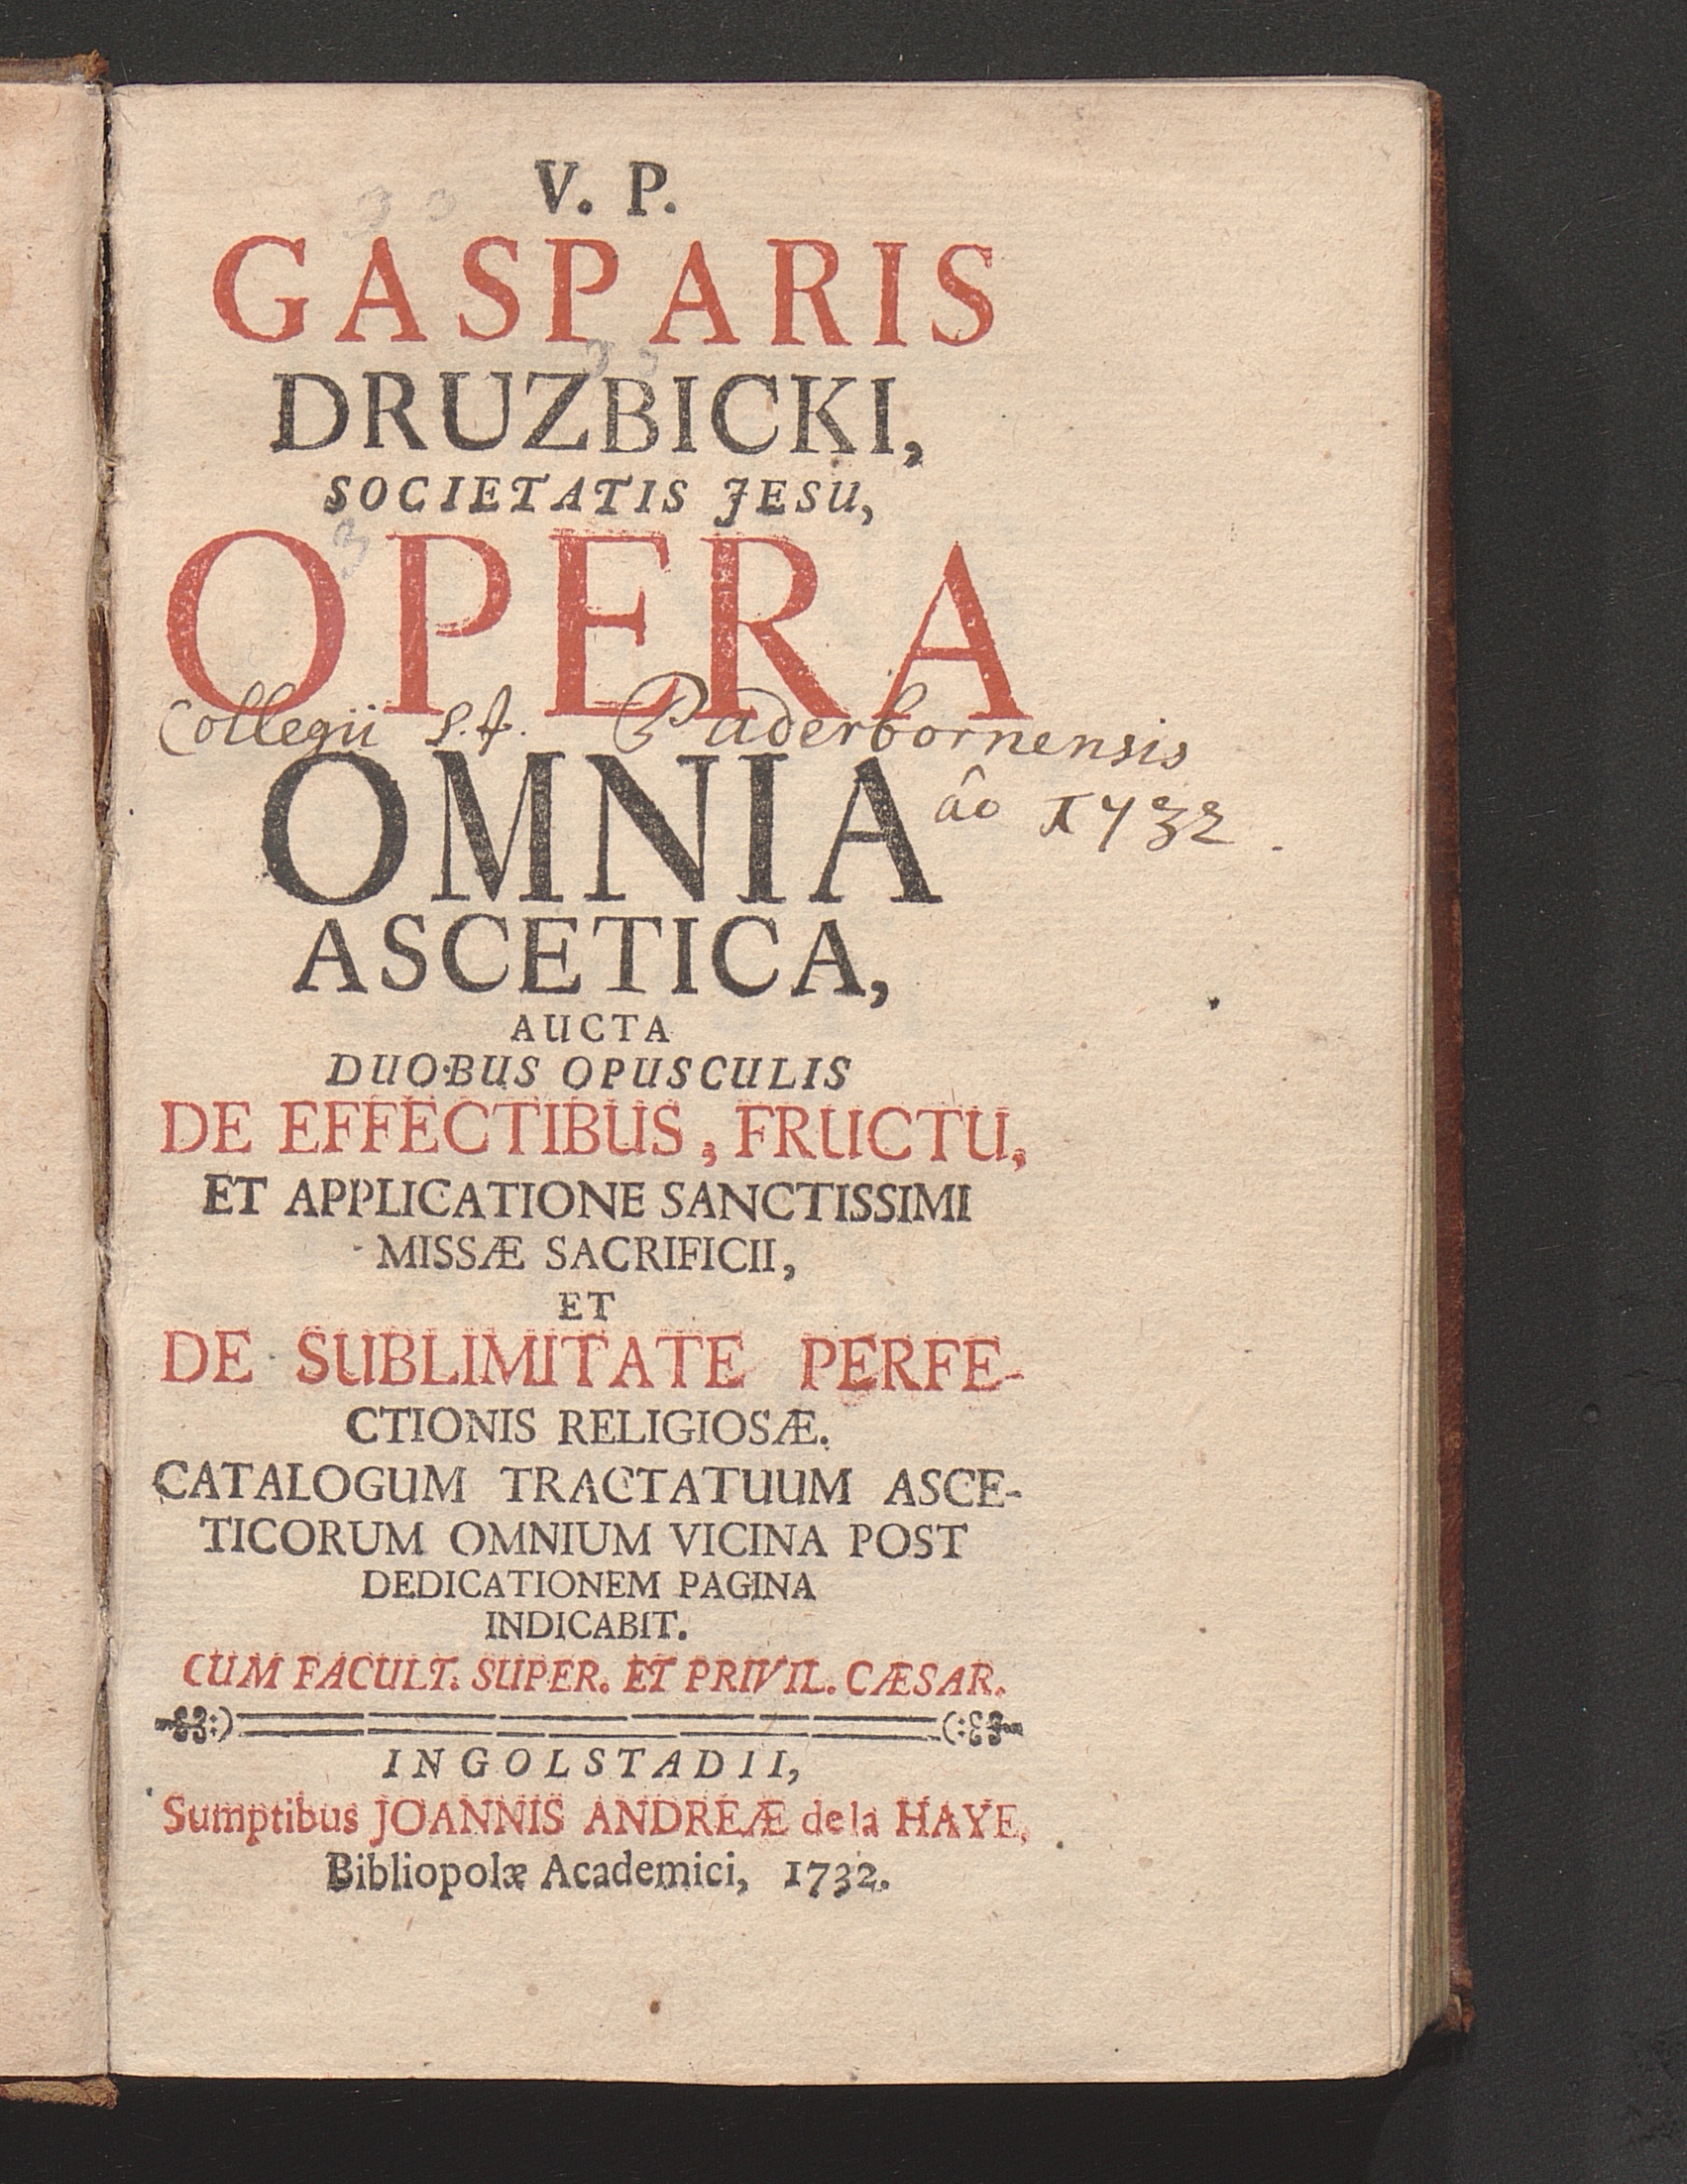 V. P.
GASPARIS
DRUZBICKI,
SOCIETATIS JESU,
OPERA
Collegii S.J. Paderbornensis
OMNIA
âo 1732.
ASCETICA,
AUCTA
DUOBUS OPUSCULIS
DE EFFECTIBUS, FRUCTU,
ET APPLICATIONE SANCTISSIMI
MISSÆ SACRIFICII,
ET
DE SUBLIMITATE PERFE-
CTIONIS RELIGIOSÆ.
CATALOGUM TRACTATUUM ASCE-
TICORUM OMNIUM VICINA POST
DEDICATIONEM PAGINA
INDICABIT.
CUM FACULT. SUPER. ET PRIVIL. CÆSAR.
INGOLSTADII,
Sumptibus JOANNIS ANDREÆ de la HAYE,
Bibliopolæ Academici, 1732.